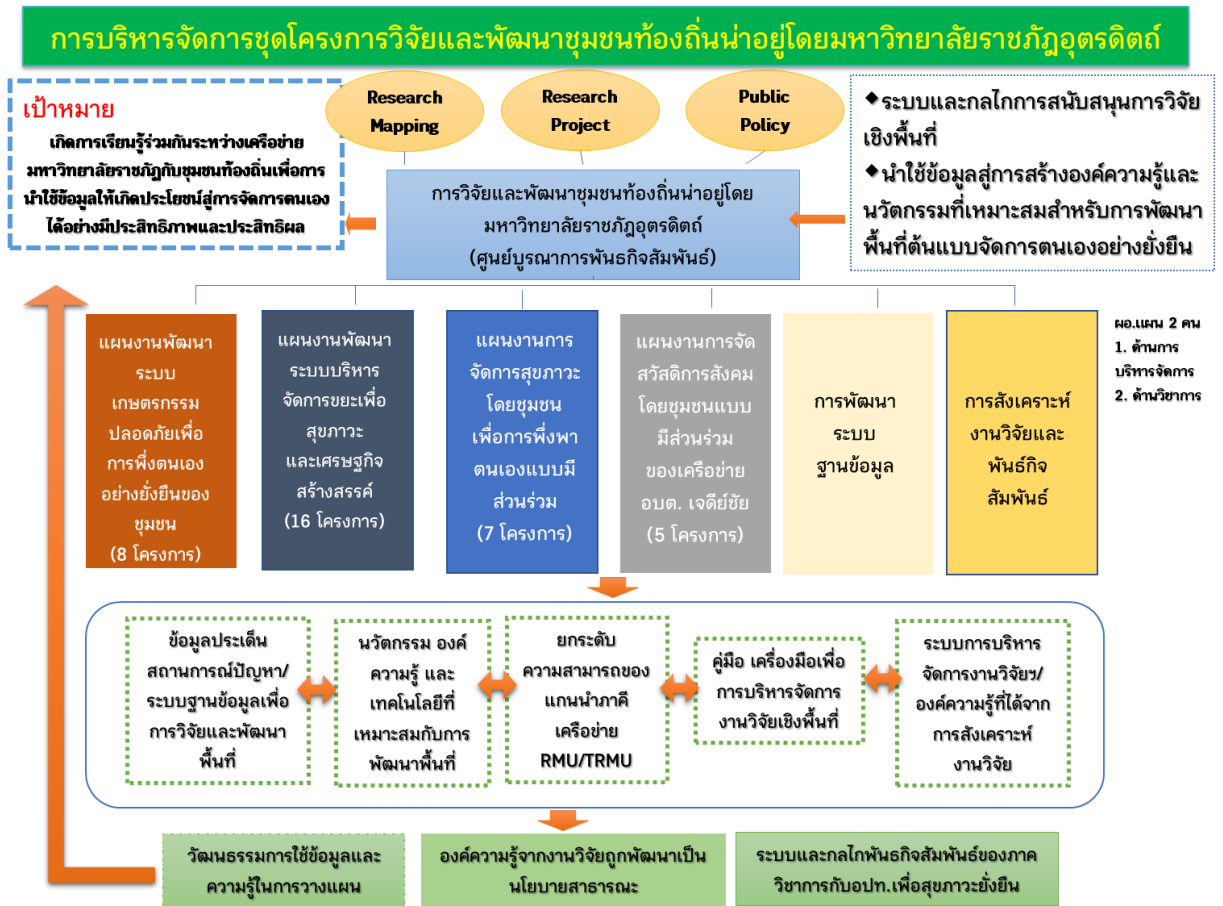 การบริหารจัดการชุดโครงการวิจัยและพัฒนาชุมชนท้องถิ่นน่าอยู่โดยมหาวิทยาลัยราชภัฎอุตรดิตถ์
เป้าหมาย
เกิดการเรียนรู้ร่วมกันระหว่างเครือข่าย
มหาวิทยาลัยราชภัฏกับชุมชนท้องถิ่นเพื่อการ
นำใช้ข้อมูลให้เกิดประโยชน์สู่การจัดการตนเอง
ได้อย่างมีประสิทธิภาพและประสิทธิผล
Research
Mapping
Research
Project
Public
Policy
◆ระบบและกลไกการสนับสนุนการวิจัย
เชิงพื้นที่
◆นำใช้ข้อมูลสู่การสร้างองค์ความรู้และ
นวัตกรรมที่เหมาะสมสำหรับการพัฒนา
พื้นที่ต้นแบบจัดการตนเองอย่างยั่งยืน
การวิจัยและพัฒนาชุมชนท้องถิ่นน่าอยู่โดย
มหาวิทยาลัยราชภัฎอุตรดิตถ์
(ศูนย์บูรณาการพันธกิจสัมพันธ์)
แผนงานพัฒนา
ระบบ
เกษตรกรรม
ปลอดภัยเพื่อ
การพึ่งตนเอง
อย่างยั่งยืนของ
ชุมชน
(8 โครงการ)
แผนงานพัฒนา
ระบบบริหาร
จัดการขยะเพื่อ
สุขภาวะ
และเศรษฐกิจ
สร้างสรรค์
(16 โครงการ)
แผนงานการ
จัดการสุขภาวะ
โดยชุมชน
เพื่อการพึ่งพา
ตนเองแบบมี
ส่วนร่วม
(7 โครงการ)
แผนงานการจัด
สวัสดิการสังคม
โดยชุมชนแบบ
มีส่วนร่วม
ของเครือข่าย
อบต. เจดีย์ชัย
(5 โครงการ)
การพัฒนา
ระบบ
ฐานข้อมูล
การสังเคราะห์
งานวิจัยและ
พันธ์กิจ
สัมพันธ์
ผอ.แผน 2 คน
1. ด้านการ
บริหารจัดการ
2. ด้านวิชาการ
ข้อมูลประเด็น
สถานการณ์ปัญหา/
ระบบฐานข้อมูลเพื่อ
การวิจัยและพัฒนา
พื้นที่
นวัตกรรม องค์
ความรู้ และ
เทคโนโลยีที่
เหมาะสมกับการ
พัฒนาพื้นที่
ยกระดับ
ความสามารถของ
แกนนำภาคี
เครือข่าย
RMU/TRMU
คู่มือ เครื่องมือเพื่อ
การบริหารจัดการ
งานวิจัยเชิงพื้นที่
ระบบการบริหาร
จัดการงานวิจัยฯ/
องค์ความรู้ที่ได้จาก
การสังเคราะห์
งานวิจัย
วัฒนธรรมการใช้ข้อมูลและ
ความรู้ในการวางแผน
องค์ความรู้จากงานวิจัยถูกพัฒนาเป็น
นโยบายสาธารณะ
ระบบและกลไกพันธกิจสัมพันธ์ของภาค
วิชาการกับอปท.เพื่อสุขภาวะยั่งยืน